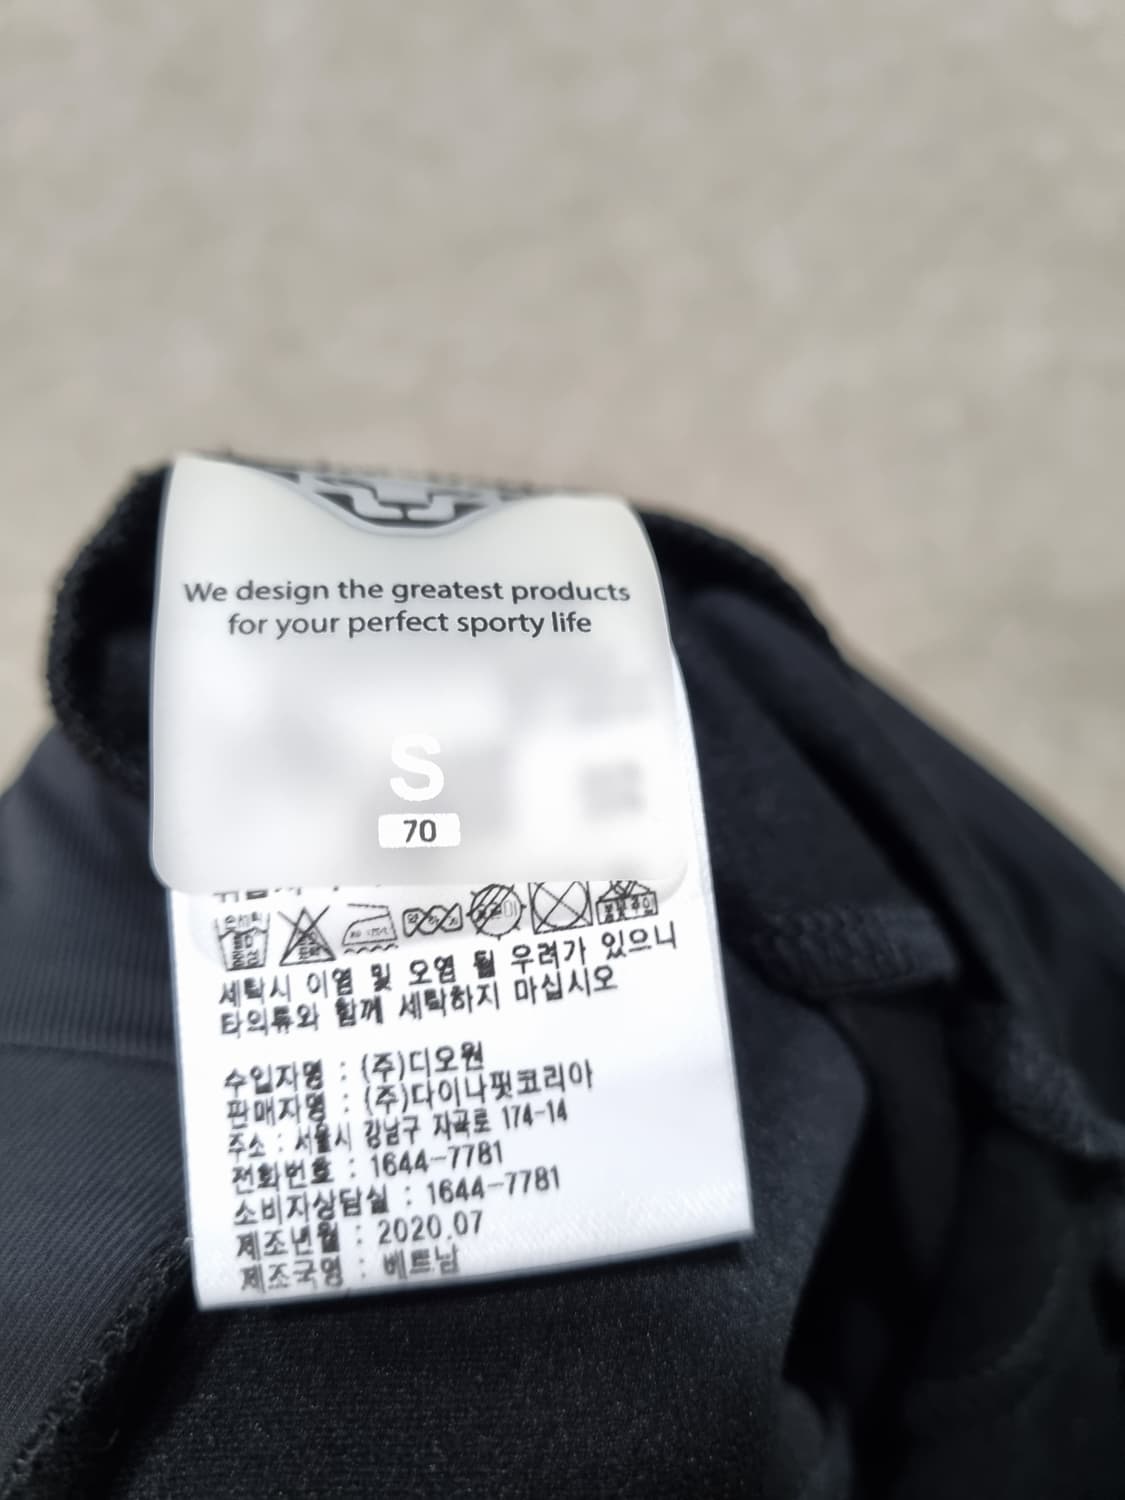 We design the greatest products
for your perfect sporty life
S
70
세탁시 이염 및 오염 될 우려가 있으니
타의류와 함께 세탁하지 마십시오
수입자명 : (주)디오원
판매자명 : (주)다이나핏코리아
주소 : 서울시 강남구 자곡로 174-14
전화번호 : 1644-7781
소비자상담실 : 1644-7781
제조년월 : 2020.07
제조국명 : 베트남